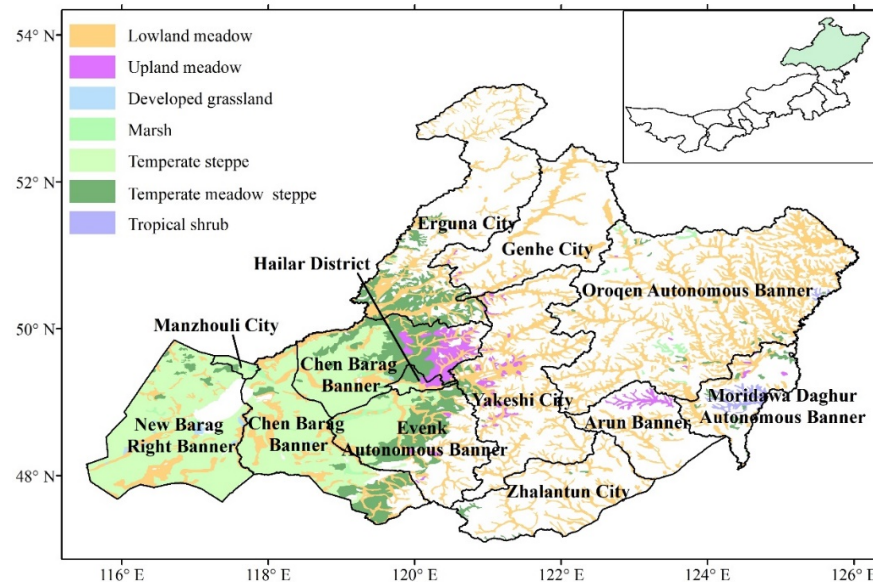 54° N
52° N
50° N
48° N
Lowland meadow
Upland meadow
Developed grassland
Marsh
Temperate steppe
Temperate meadow steppe
Tropical shrub
Erguna City
Genhe City
Hailar District
Oroqen Autonomous Banner
Manzhouli City
Chen Barag
Banner
New Barag
Right Banner
Chen Barag
Banner
Evenk
Autonomous Banner
Yakeshi City
Arun Banner
Moridawa Daghur
Autonomous Banner
Zhalantun City
116° E
118° E
120° E
122° E
124° E
126° E